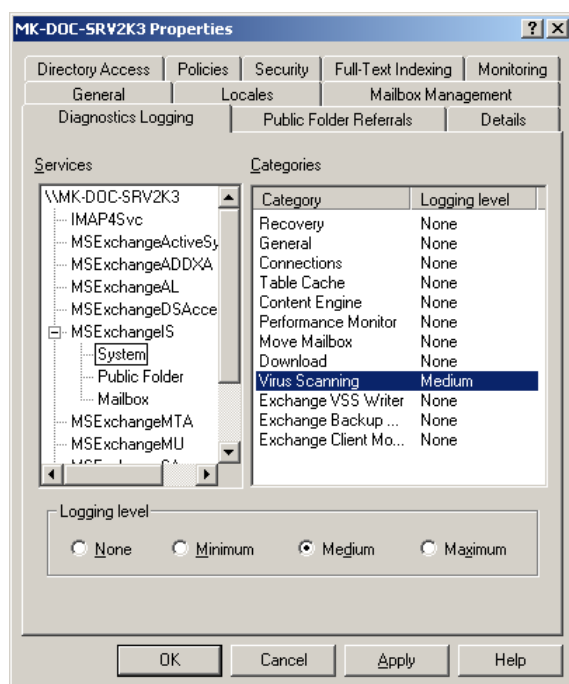 MK-DOC-SRV2K3 Properties
Directory Access Policies Security Full-Text Indexing Monitoring
General Locales Mailbox Management
Diagnostics Logging Public Folder Referrals Details
Services Categories
\\MK-DOC-SRV2K3
IMAP4Svc
MSExchangeActiveSy
MSExchangeADDXA
MSExchangeAL
MSExchangeDSAcce
MSExchangeIS
System
Public Folder
Mailbox
MSExchangeMTA
MSExchangeMU
Category Logging level
Recovery None
General None
Connections None
Table Cache None
Content Engine None
Performance Monitor None
Move Mailbox None
Download None
Virus Scanning Medium
Exchange VSS Writer None
Exchange Backup ... None
Exchange Client Mo... None
Logging level
None Minimum Medium Maximum
OK Cancel Apply Help